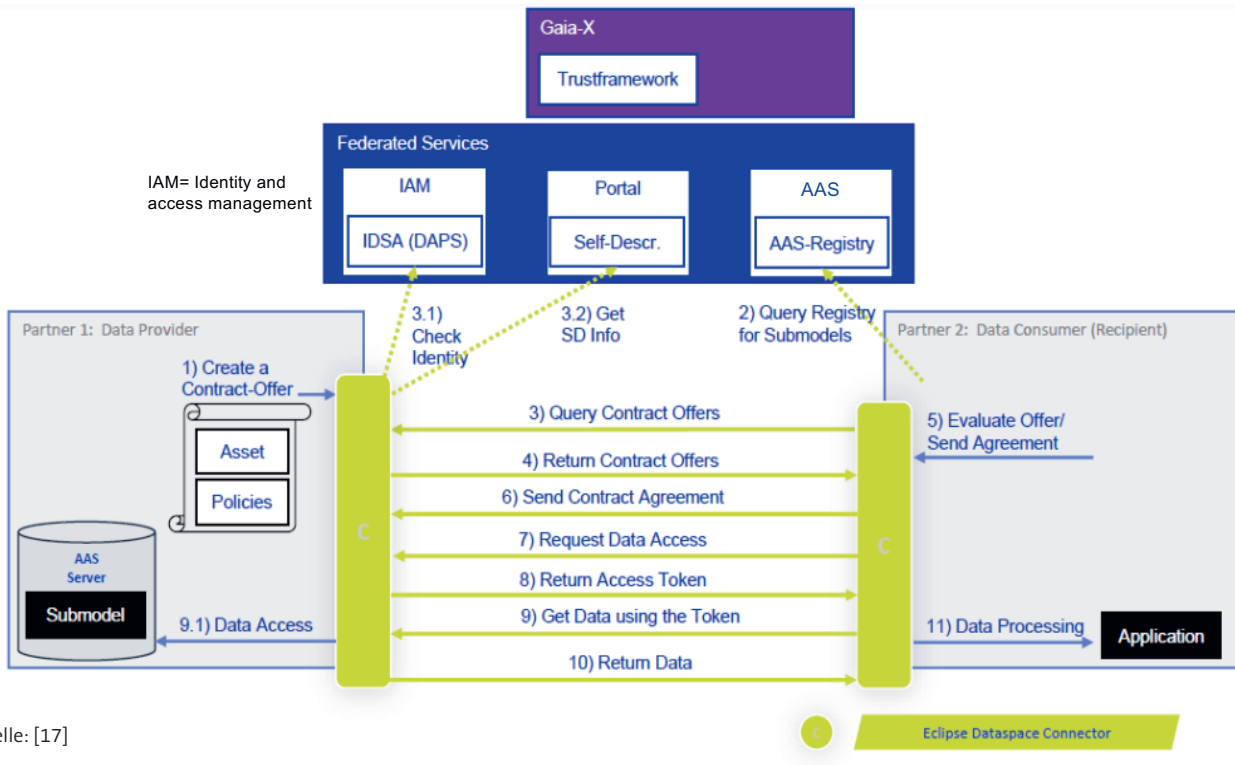 Gaia-X
Trustframework
Federated Services
IAM= Identity and
access management
IAM
IDSA (DAPS)
Portal
Self-Descr.
AAS
AAS-Registry
3.1)
Check
Identity
3.2) Get
SD Info
2) Query Registry
for Submodels
Partner 1: Data Provider
1) Create a
Contract-Offer
Asset
Policies
AAS
Server
Submodel
9.1) Data Access
C
3) Query Contract Offers
4) Return Contract Offers
6) Send Contract Agreement
7) Request Data Access
8) Return Access Token
9) Get Data using the Token
10) Return Data
C
Partner 2: Data Consumer (Recipient)
5) Evaluate Offer/
Send Agreement
11) Data Processing
Application
elle: [17]
C
Eclipse Dataspace Connector